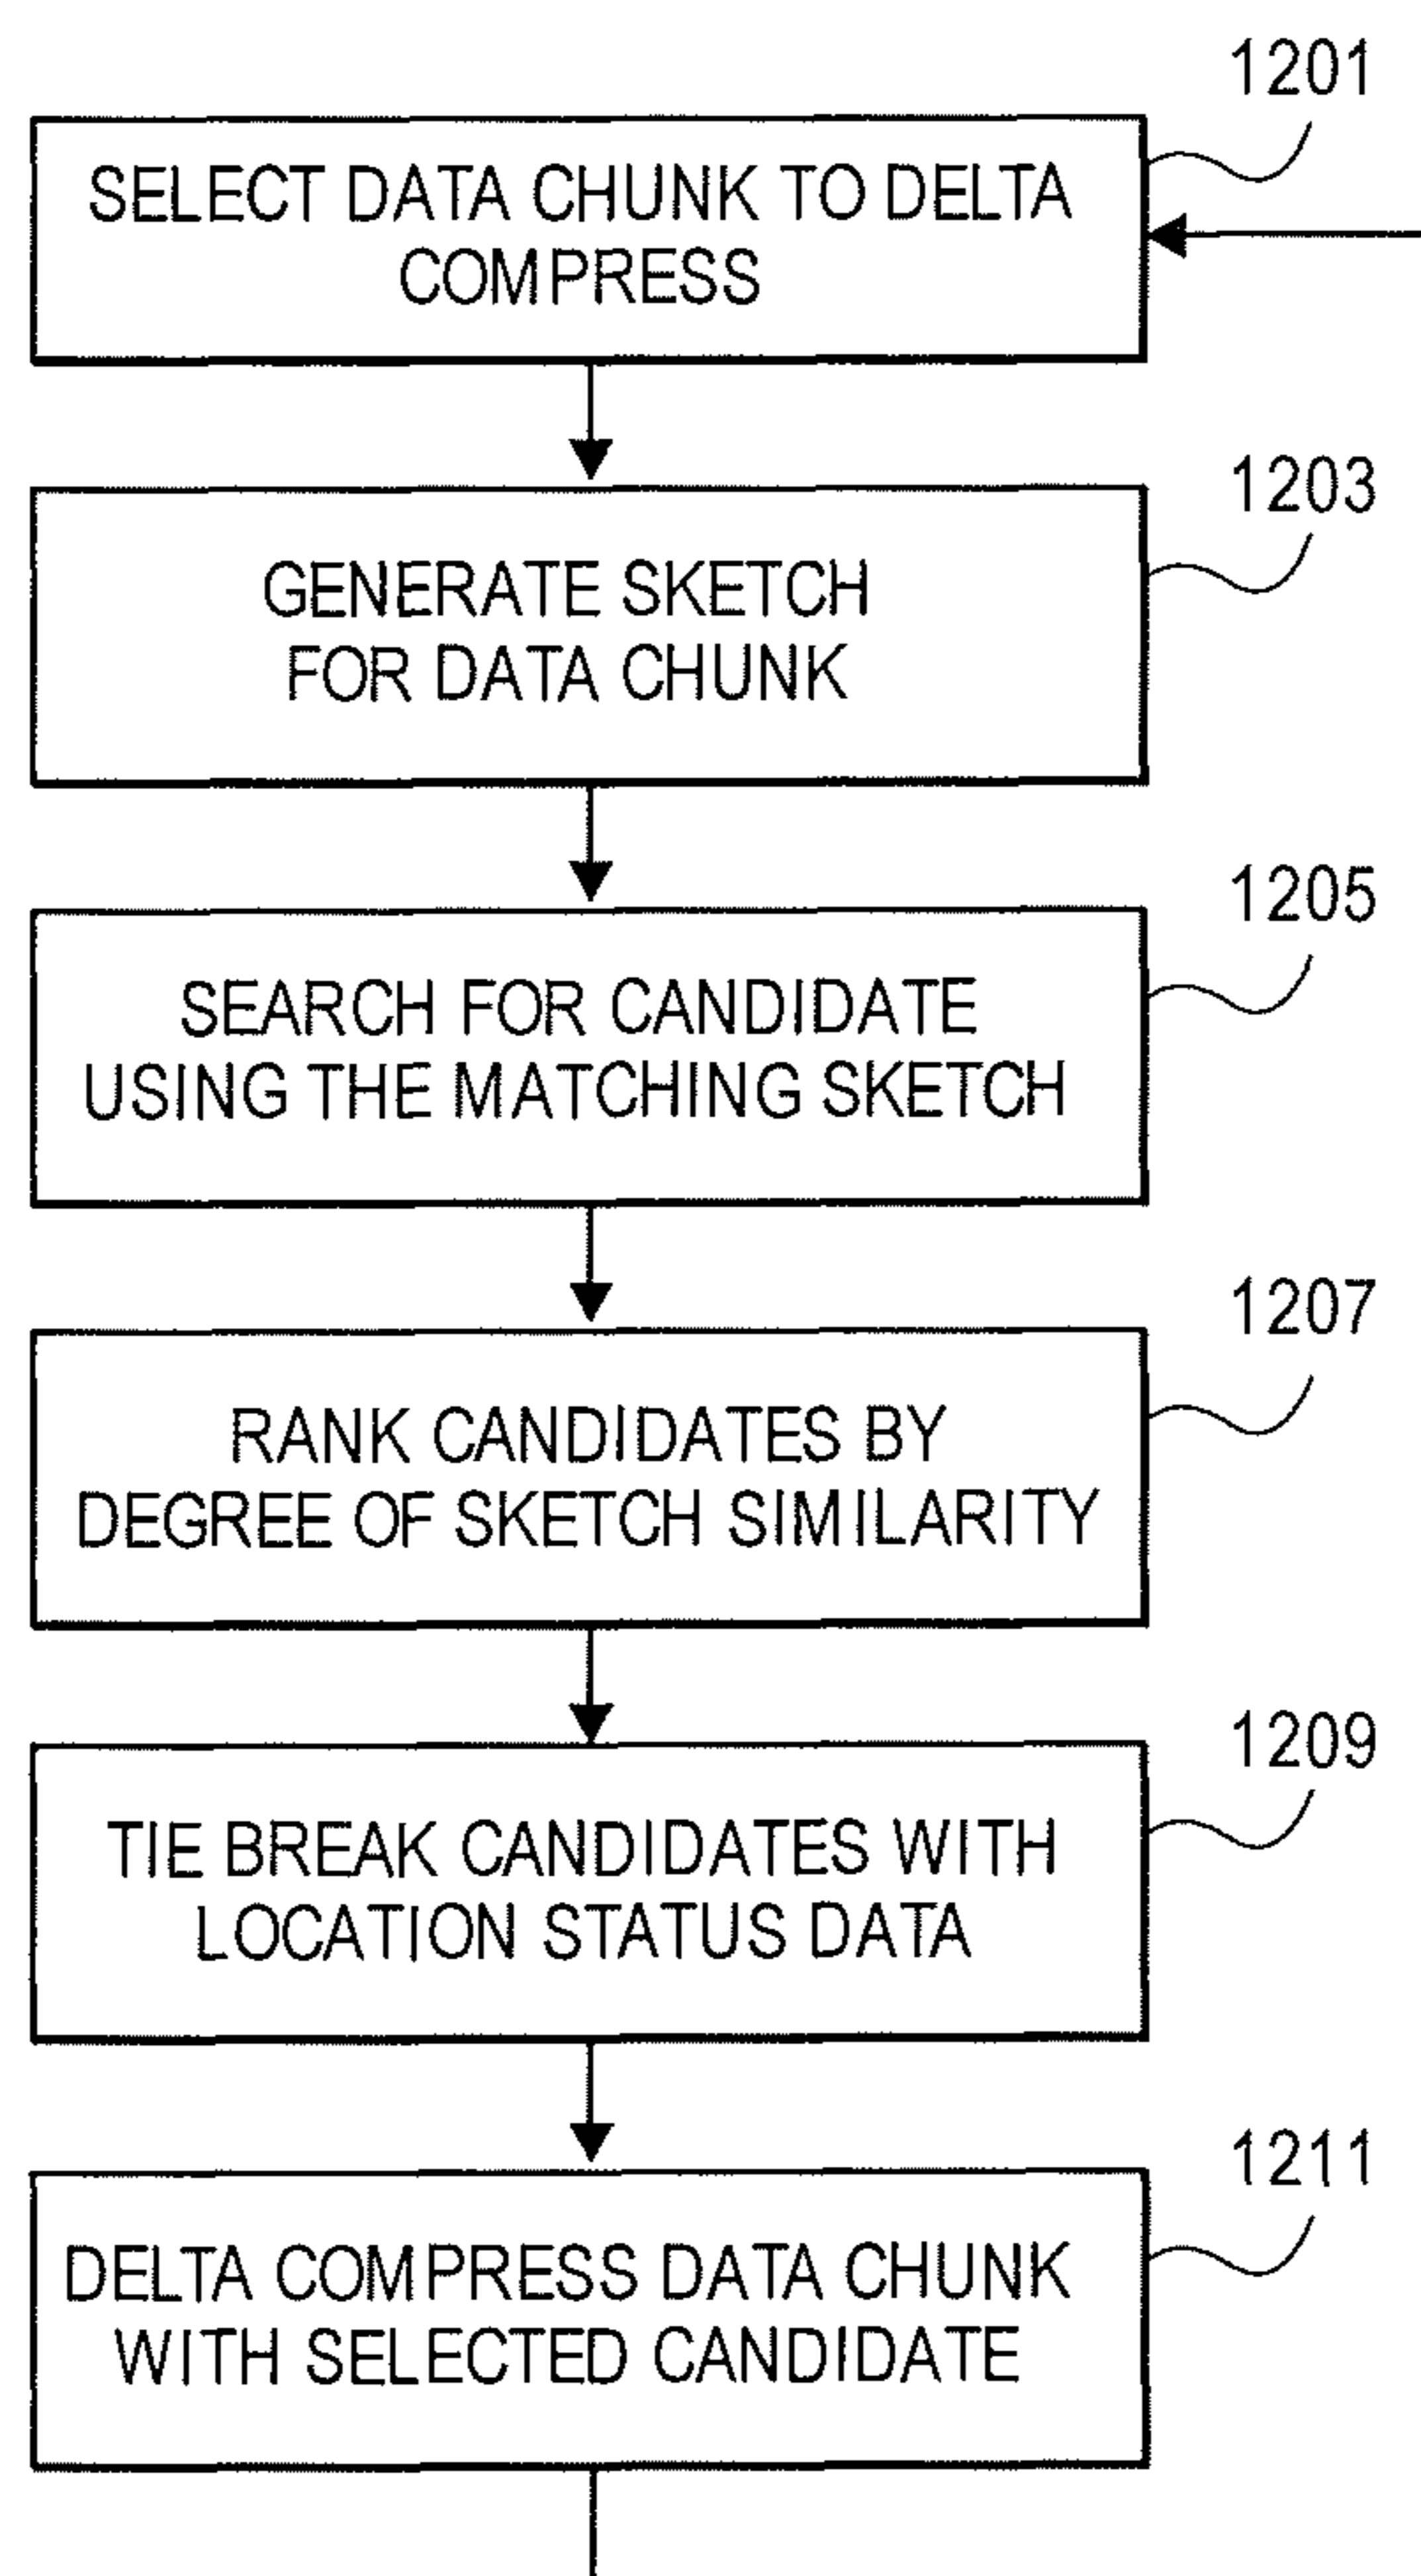 1201
SELECT DATA CHUNK TO DELTA
COMPRESS
1203
GENERATE SKETCH
FOR DATA CHUNK
1205
SEARCH FOR CANDIDATE
USING THE MATCHING SKETCH
1207
RANK CANDIDATES BY
DEGREE OF SKETCH SIMILARITY
1209
TIE BREAK CANDIDATES WITH
LOCATION STATUS DATA
1211
DELTA COMPRESS DATA CHUNK
WITH SELECTED CANDIDATE